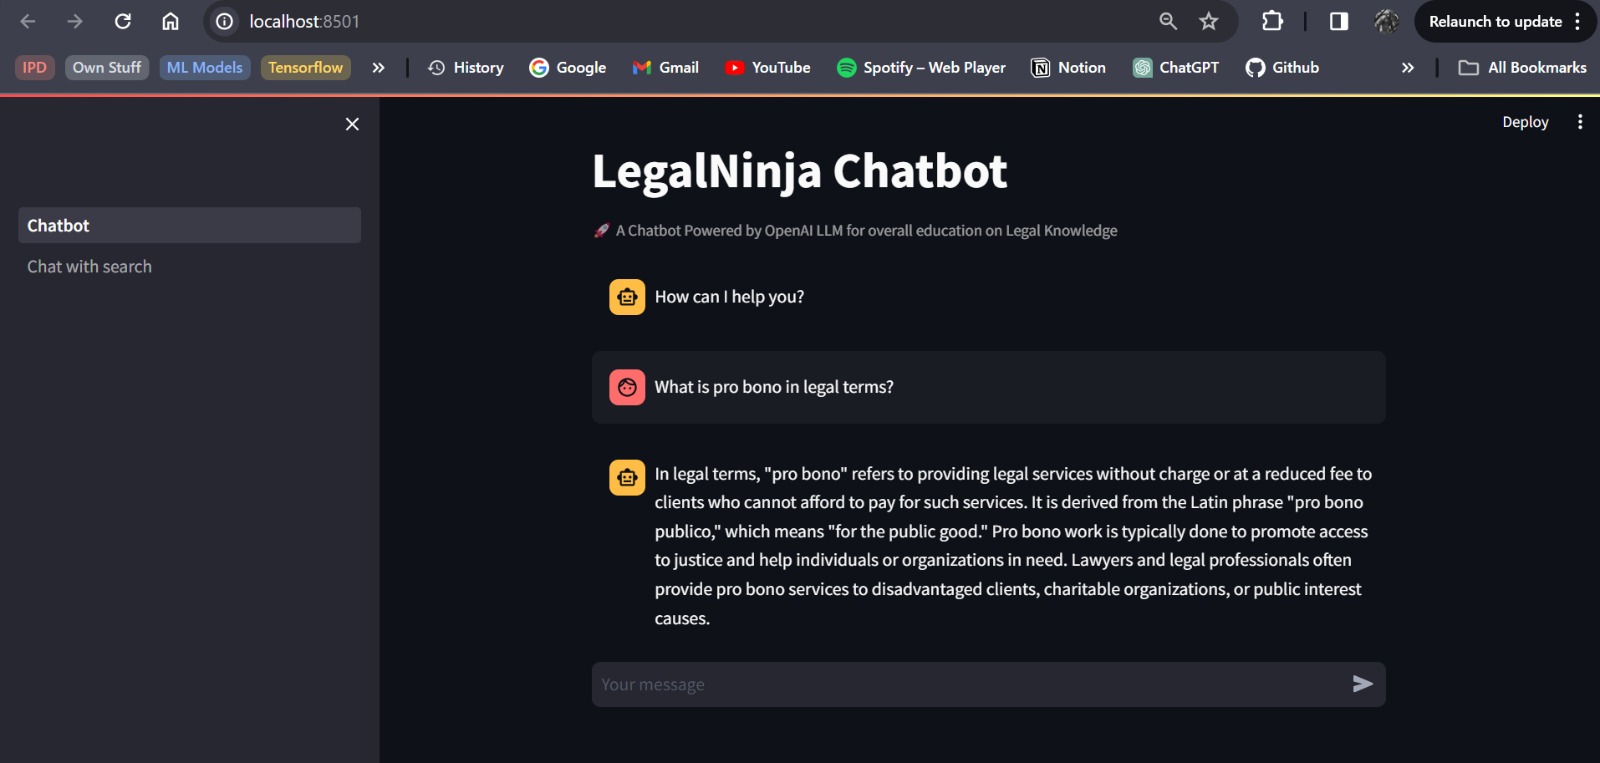 localhost:8501
Relaunch to update
IPD Own Stuff ML Models Tensorflow » History Google Gmail YouTube Spotify – Web Player Notion ChatGPT Github » All Bookmarks
Deploy
Chatbot
Chat with search
LegalNinja Chatbot
🚀 A Chatbot Powered by OpenAI LLM for overall education on Legal Knowledge
How can I help you?
What is pro bono in legal terms?
In legal terms, "pro bono" refers to providing legal services without charge or at a reduced fee to
clients who cannot afford to pay for such services. It is derived from the Latin phrase "pro bono
publico," which means "for the public good." Pro bono work is typically done to promote access
to justice and help individuals or organizations in need. Lawyers and legal professionals often
provide pro bono services to disadvantaged clients, charitable organizations, or public interest
causes.
Your message